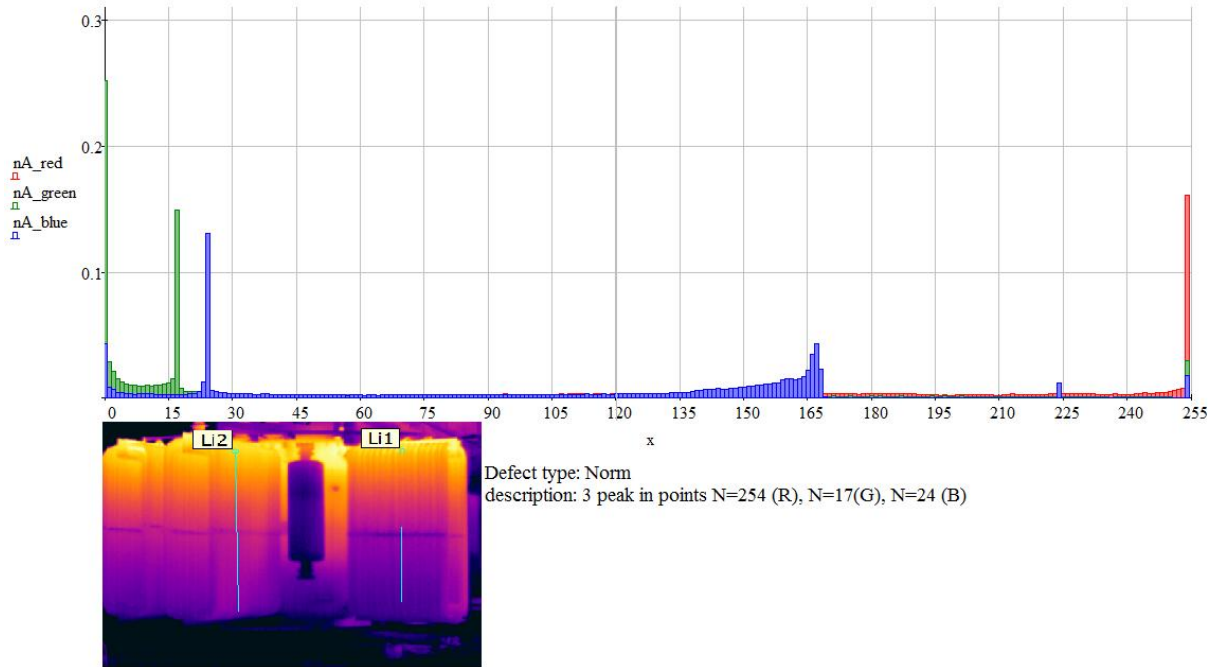 0.3
0.2
nA_red
nA_green
nA_blue
0.1
0 15 30 45 60 75 90 105 120 135 150 165 180 195 210 225 240 255
x
Li2 Li1
Defect type: Norm
description: 3 peak in points N=254 (R), N=17(G), N=24 (B)